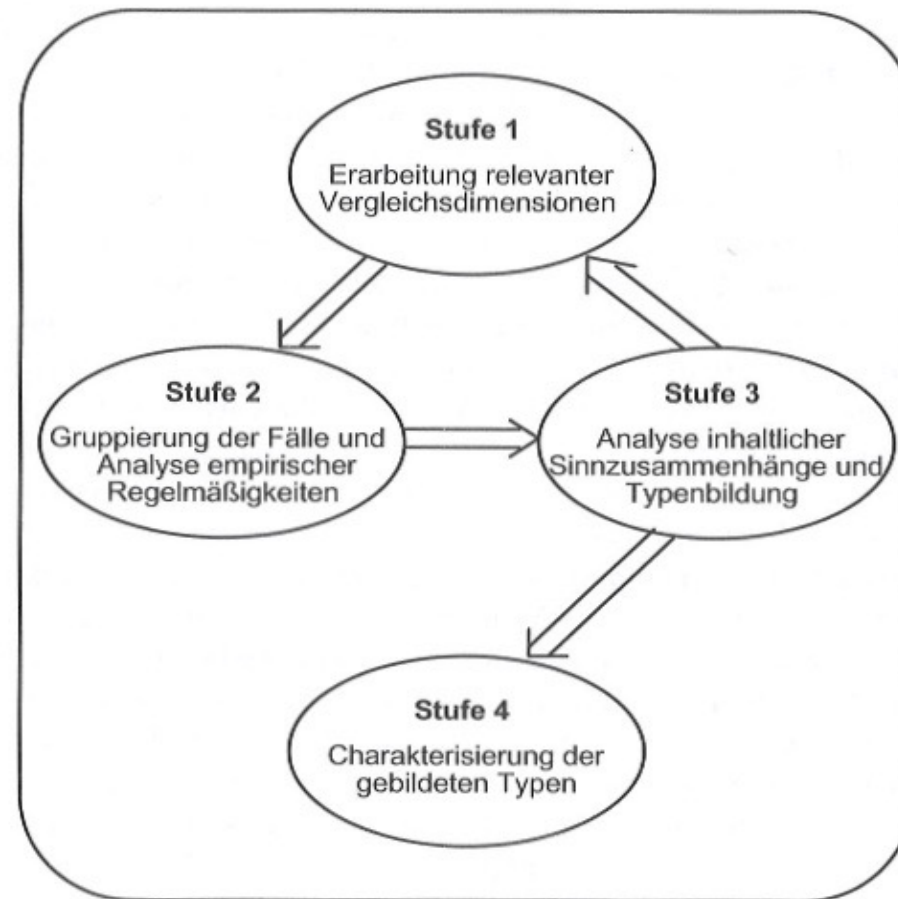 Stufe 1
Erarbeitung relevanter
Vergleichsdimensionen
Stufe 2
Gruppierung der Fälle und
Analyse empirischer
Regelmäßigkeiten
Stufe 3
Analyse inhaltlicher
Sinnzusammenhänge und
Typenbildung
Stufe 4
Charakterisierung der
gebildeten Typen